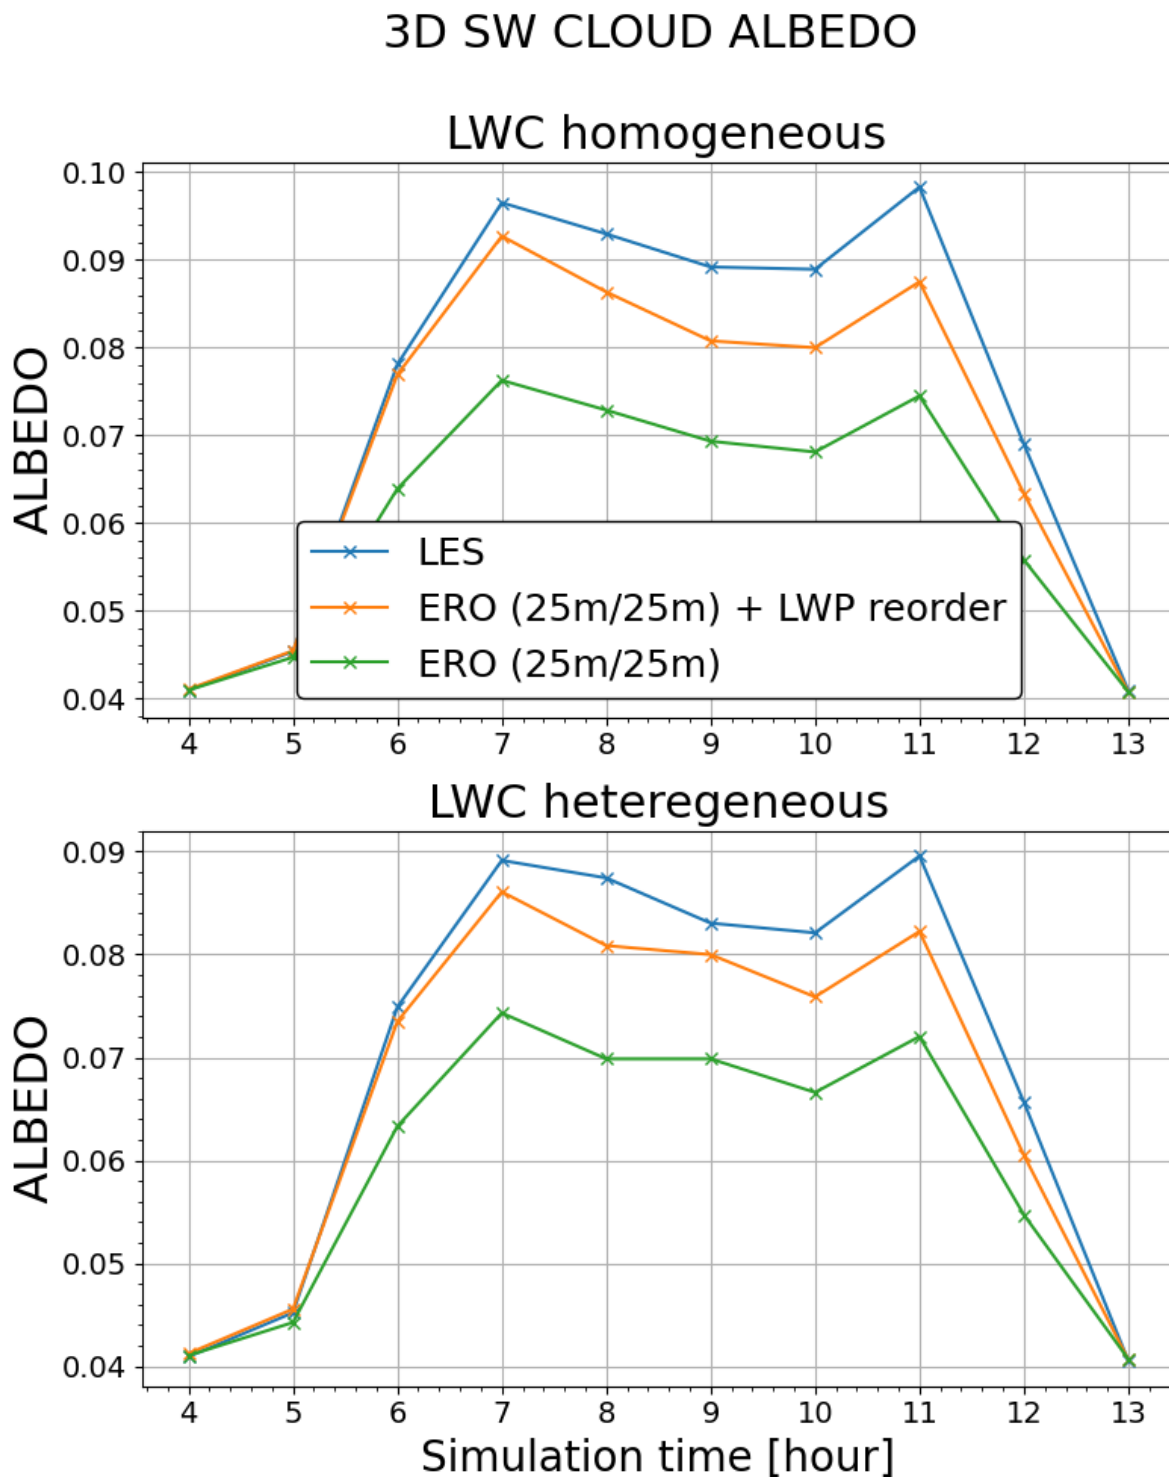 3D SW CLOUD ALBEDO
LWC homogeneous
0.10
0.09
0.08
0.07
0.06
0.05
0.04
ALBEDO
LES
ERO (25m/25m) + LWP reorder
ERO (25m/25m)
4 5 6 7 8 9 10 11 12 13
LWC heteregeneous
0.09
0.08
0.07
0.06
0.05
0.04
ALBEDO
4 5 6 7 8 9 10 11 12 13
Simulation time [hour]